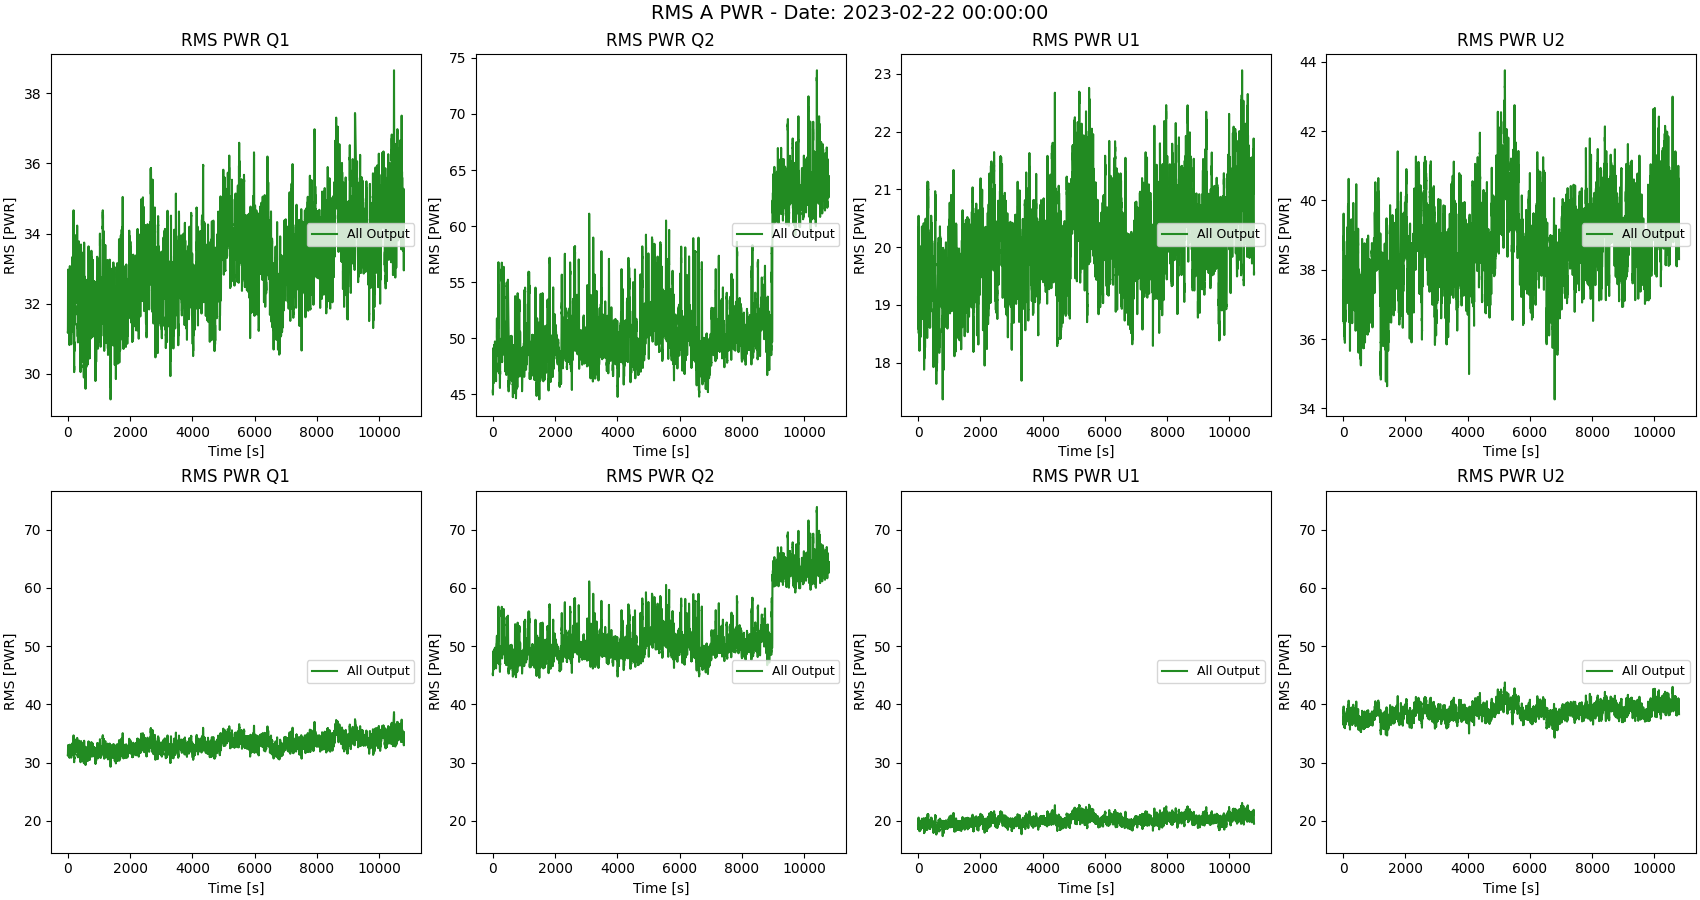 RMS A PWR - Date: 2023-02-22 00:00:00
RMS PWR Q1
RMS [PWR]
38
36
34
32
30
All Output
0 2000 4000 6000 8000 10000
Time [s]
RMS PWR Q2
RMS [PWR]
75
70
65
60
55
50
45
All Output
0 2000 4000 6000 8000 10000
Time [s]
RMS PWR U1
RMS [PWR]
23
22
21
20
19
18
All Output
0 2000 4000 6000 8000 10000
Time [s]
RMS PWR U2
RMS [PWR]
44
42
40
38
36
34
All Output
0 2000 4000 6000 8000 10000
Time [s]
RMS PWR Q1
RMS [PWR]
70
60
50
40
30
20
All Output
0 2000 4000 6000 8000 10000
Time [s]
RMS PWR Q2
RMS [PWR]
70
60
50
40
30
20
All Output
0 2000 4000 6000 8000 10000
Time [s]
RMS PWR U1
RMS [PWR]
70
60
50
40
30
20
All Output
0 2000 4000 6000 8000 10000
Time [s]
RMS PWR U2
RMS [PWR]
70
60
50
40
30
20
All Output
0 2000 4000 6000 8000 10000
Time [s]